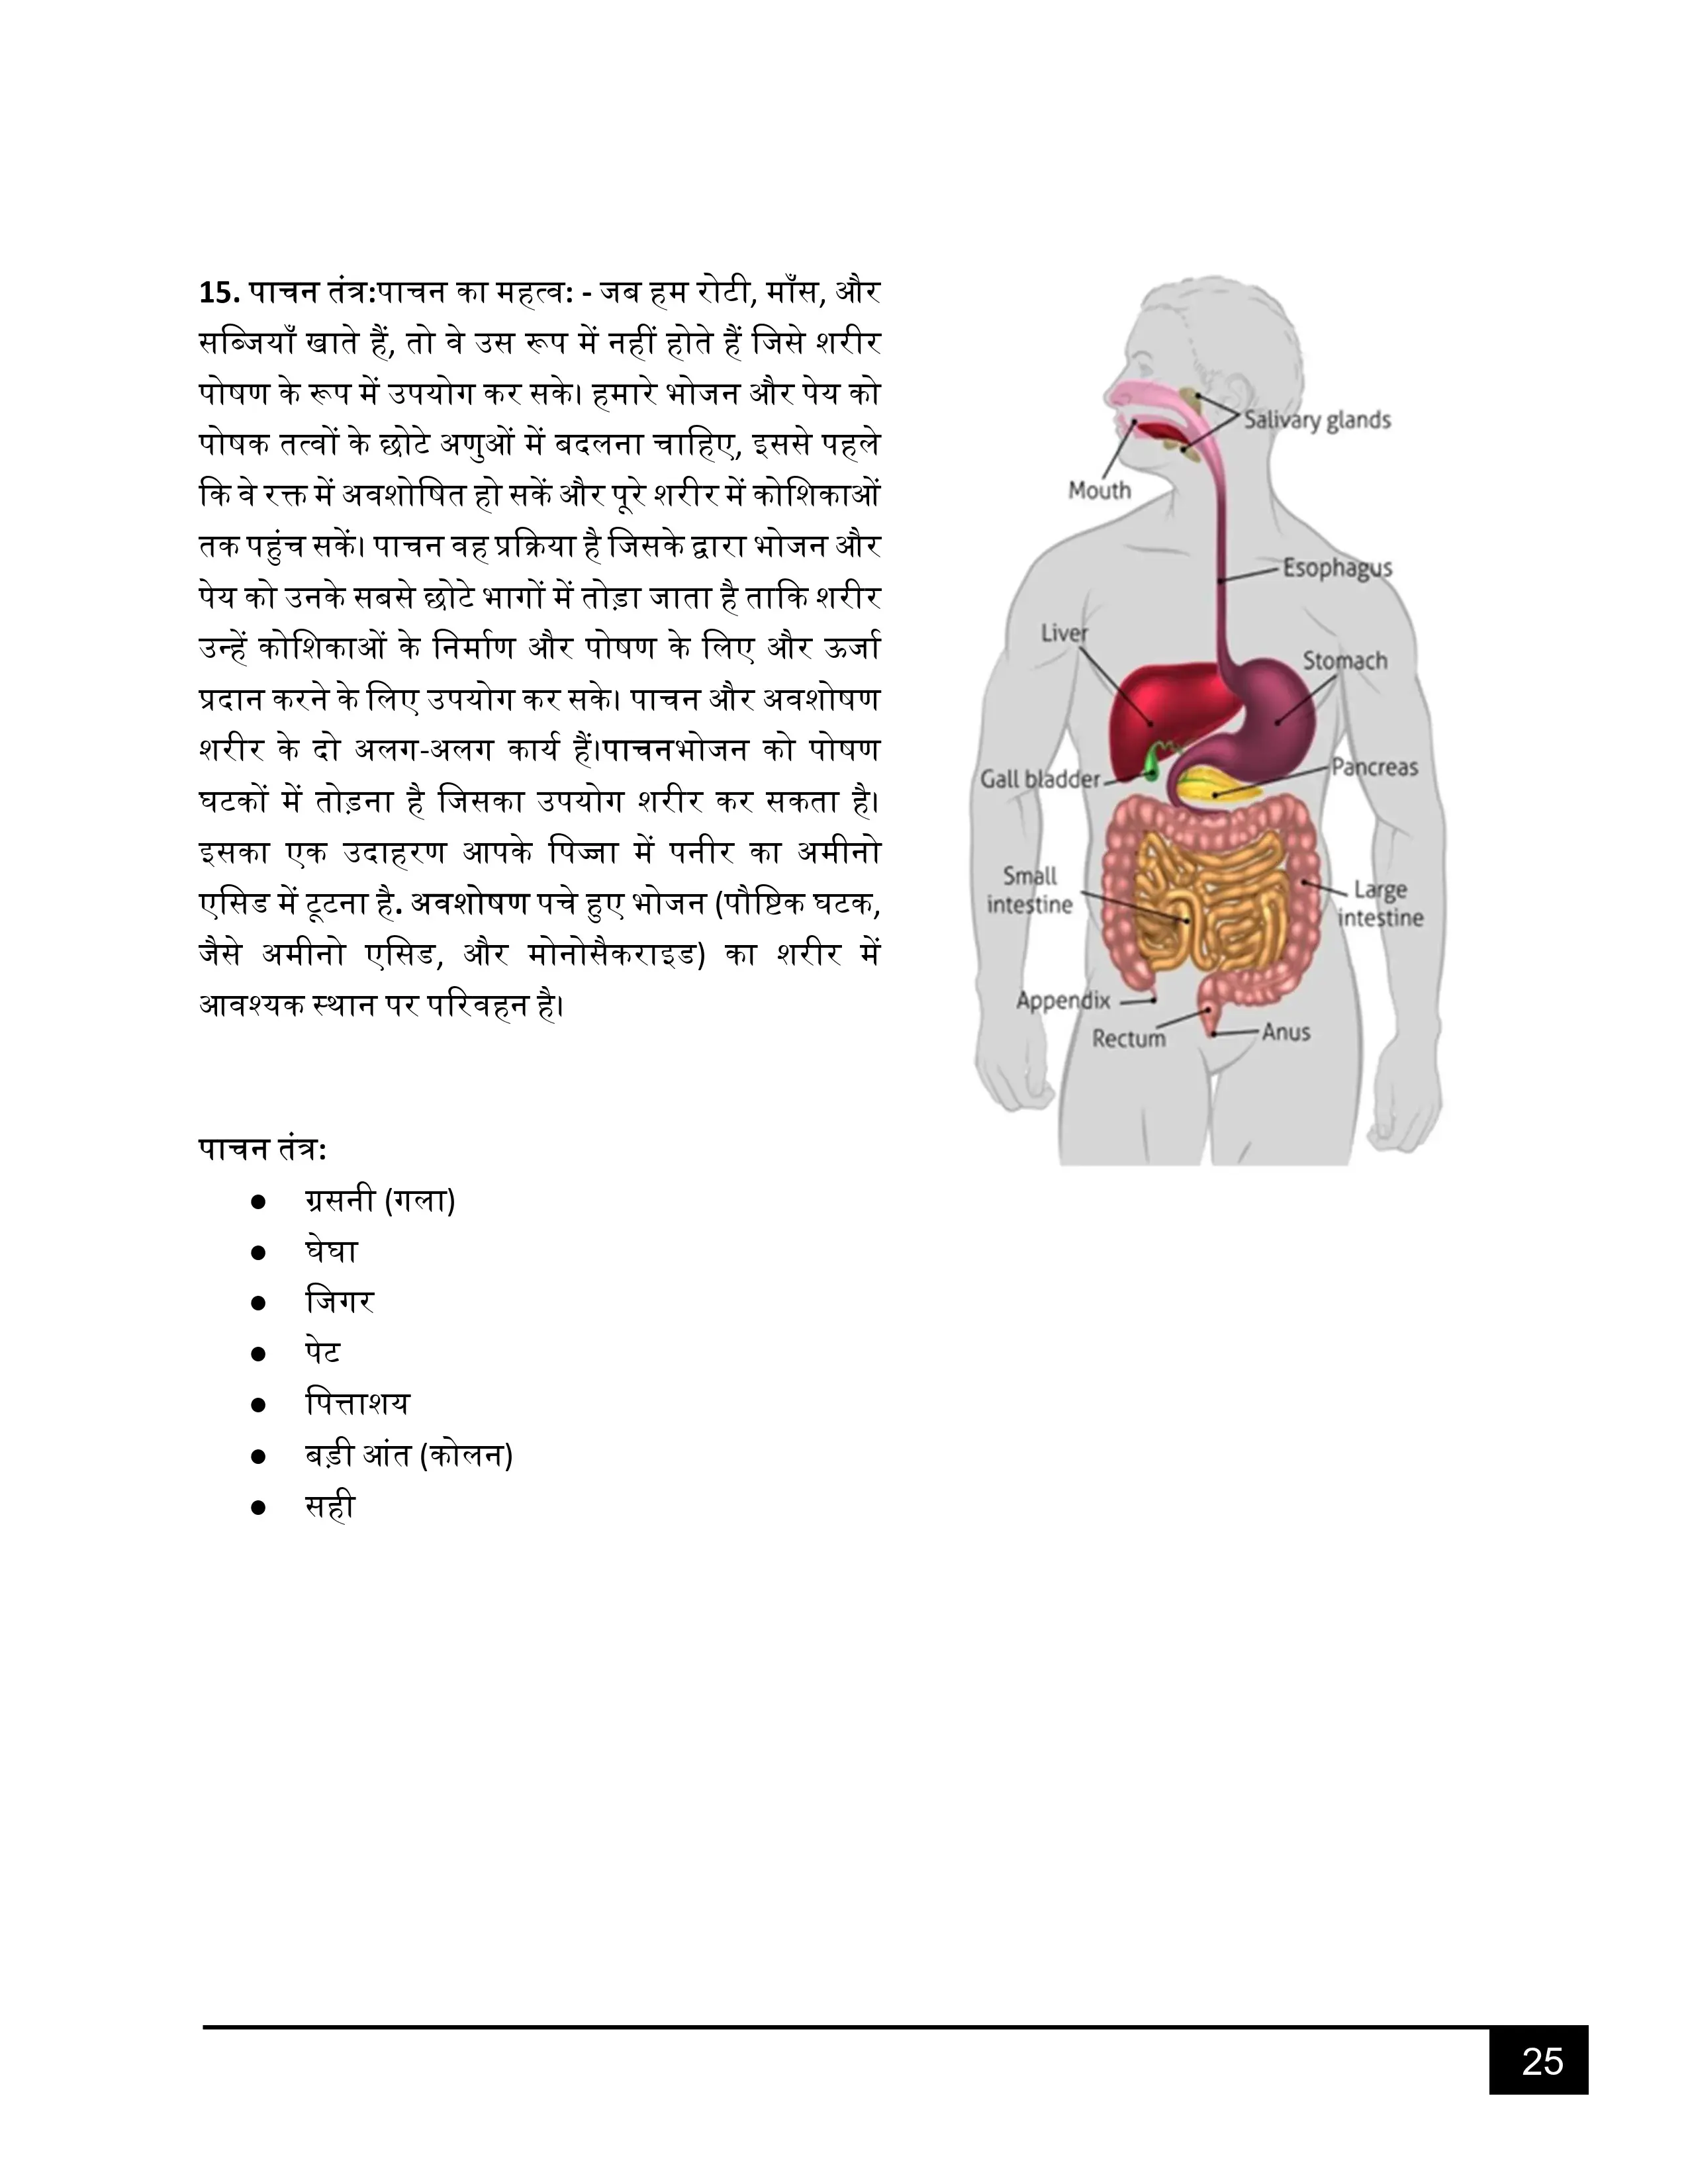 15. पाचन तंत्र:पाचन का महत्व: - जब हम रोटी, माँस, और
सब्जियाँ खाते हैं, तो वे उस रूप में नहीं होते हैं जिसे शरीर
पोषण के रूप में उपयोग कर सके। हमारे भोजन और पेय को
पोषक तत्वों के छोटे अणुओं में बदलना चाहिए, इससे पहले
कि वे रक्त में अवशोषित हो सकें और पूरे शरीर में कोशिकाओं
तक पहुंच सकें। पाचन वह प्रक्रिया है जिसके द्वारा भोजन और
पेय को उनके सबसे छोटे भागों में तोड़ा जाता है ताकि शरीर
उन्हें कोशिकाओं के निर्माण और पोषण के लिए और ऊर्जा
प्रदान करने के लिए उपयोग कर सके। पाचन और अवशोषण
शरीर के दो अलग-अलग कार्य हैं।पाचनभोजन को पोषण
घटकों में तोड़ना है जिसका उपयोग शरीर कर सकता है।
इसका एक उदाहरण आपके पिज्जा में पनीर का अमीनो
एसिड में टूटना है. अवशोषण पचे हुए भोजन (पौष्टिक घटक,
जैसे अमीनो एसिड, और मोनोसैकराइड) का शरीर में
आवश्यक स्थान पर परिवहन है।
Salivary glands
Mouth
Esophagus
Liver
Stomach
Pancreas
Gall bladder
Small
intestine
Large
intestine
Appendix
Rectum
Anus
पाचन तंत्र:
● ग्रसनी (गला)
● घेघा
● जिगर
● पेट
● पित्ताशय
● बड़ी आंत (कोलन)
● सही
25